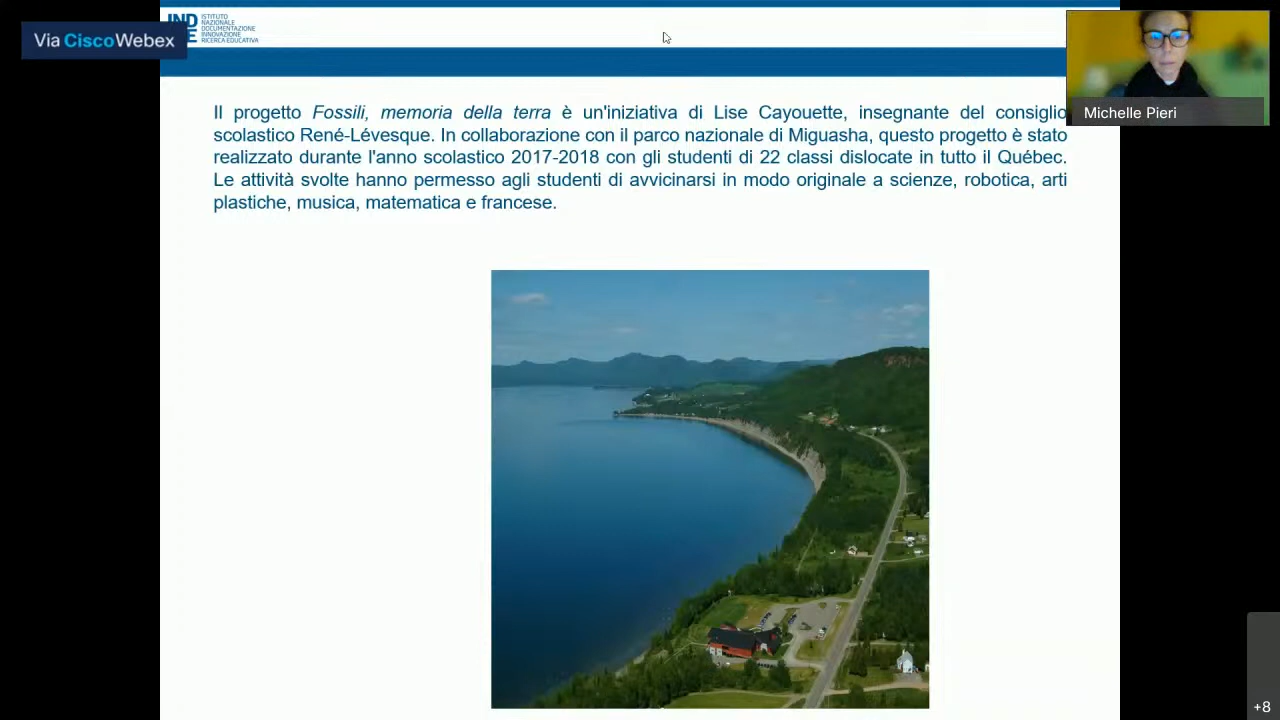 IND
RE
ISTITUTO
NAZIONALE
DOCUMENTAZIONE
INNOVAZIONE
RICERCA EDUCATIVA
Via CiscoWebex
Michelle Pieri
Il progetto Fossili, memoria della terra è un'iniziativa di Lise Cayouette, insegnante del consiglio
scolastico René-Lévesque. In collaborazione con il parco nazionale di Miguasha, questo progetto è stato
realizzato durante l'anno scolastico 2017-2018 con gli studenti di 22 classi dislocate in tutto il Québec.
Le attività svolte hanno permesso agli studenti di avvicinarsi in modo originale a scienze, robotica, arti
plastiche, musica, matematica e francese.
+8